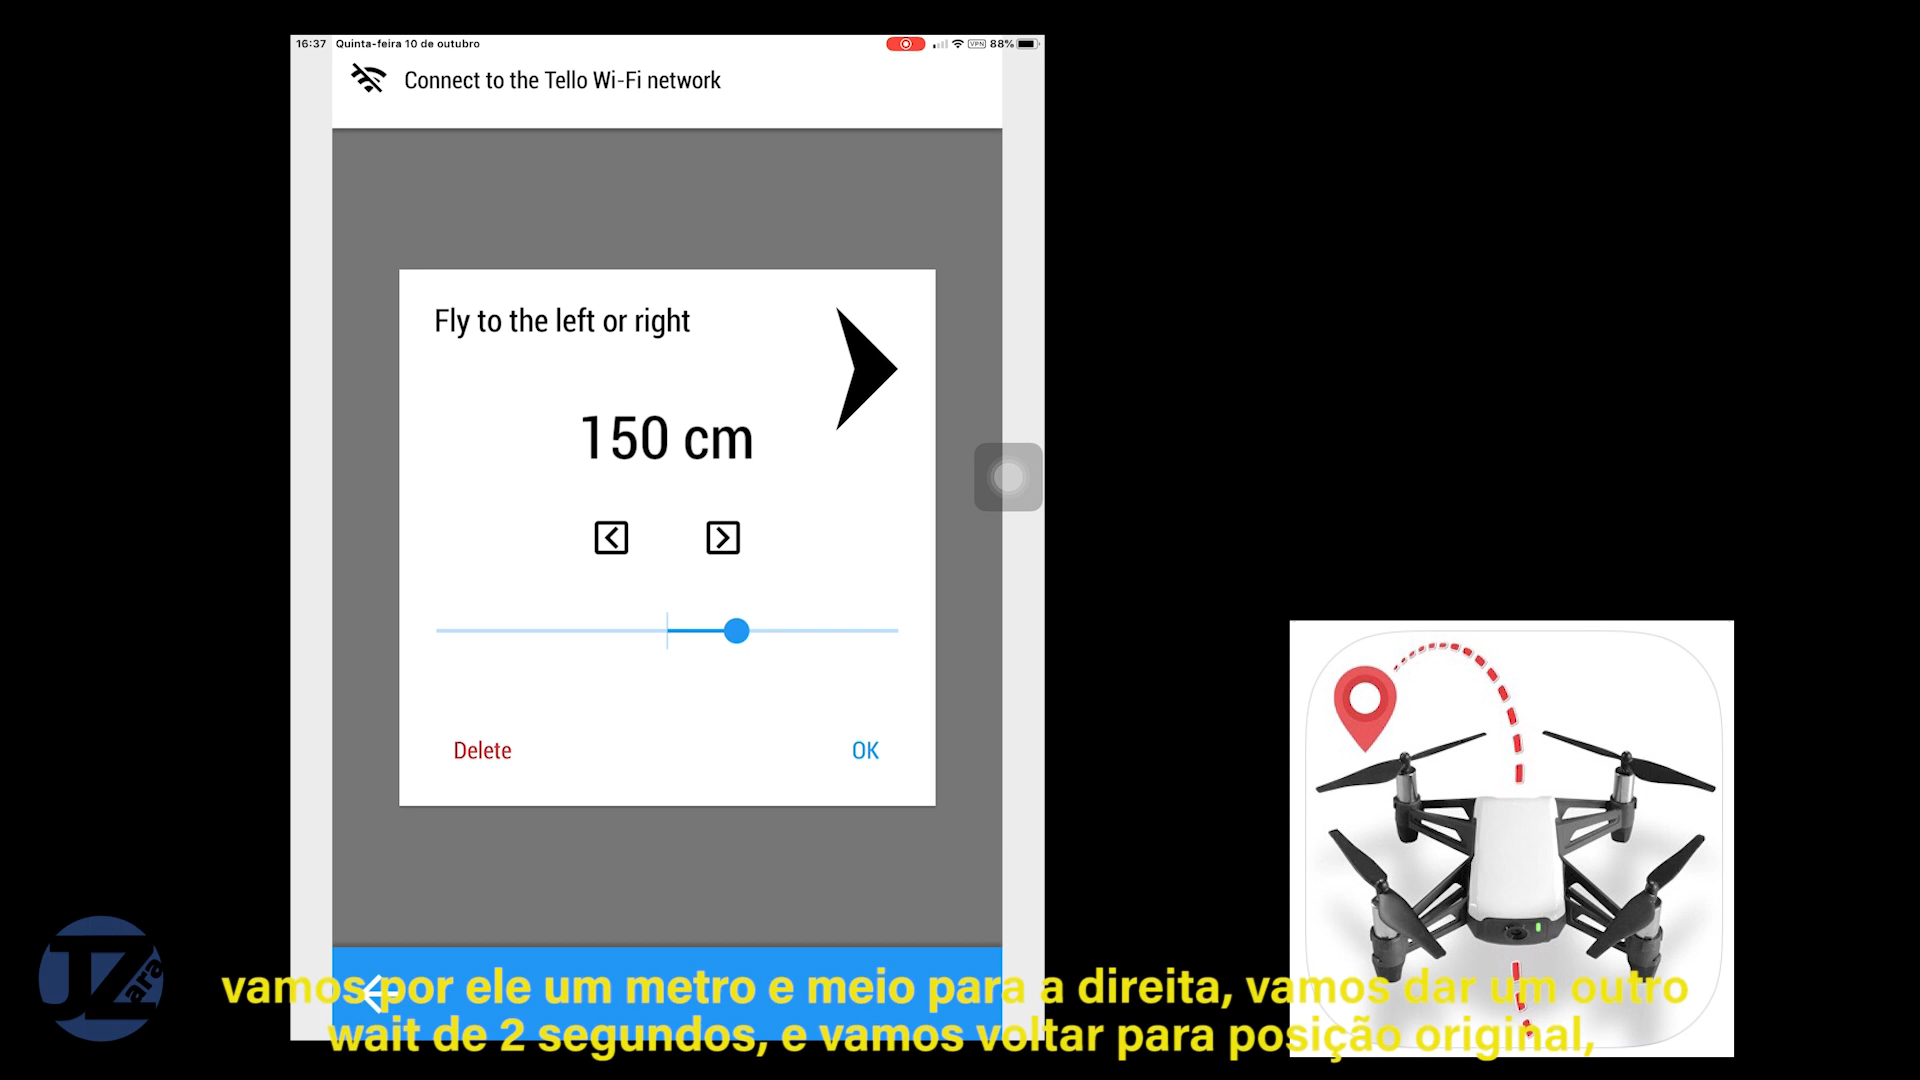 16:37 Quinta-feira 10 de outubro
VPN 88%
Connect to the Tello Wi-Fi network
Fly to the left or right
150 cm
Delete
OK
JZara
vamos por ele um metro e meio para a direita, vamos dar um outro
wait de 2 segundos, e vamos voltar para posição original,